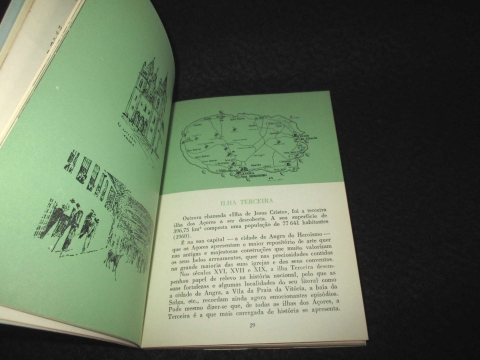 ILHA TERCEIRA
Outrora chamada «Ilha de Jesus Cristo», foi a terceira
ilha dos Açores a ser descoberta. A sua superfície de
396,75 km² comporta uma população de 77 641 habitantes
(1960).
É na sua capital — a cidade de Angra do Heroísmo —
que os Açores apresentam o maior repositório de arte quer
nas antigas e majestosas construções que muito valorizam
os seus belos arruamentos, quer nas preciosidades contidas
na grande maioria das suas igrejas e dos seus conventos.
Nos séculos XVI, XVII e XIX, a ilha Terceira desem-
penhou papel de relevo na história nacional, pelo que as
suas fortalezas e algumas localidades do seu litoral como
a cidade de Angra, a Vila da Praia da Vitória, a baía da
Salga, etc., recordam ainda agora emocionantes episódios.
Pode mesmo dizer-se que, de todas as ilhas dos Açores, a
Terceira é a que mais carregada de história se apresenta.
29